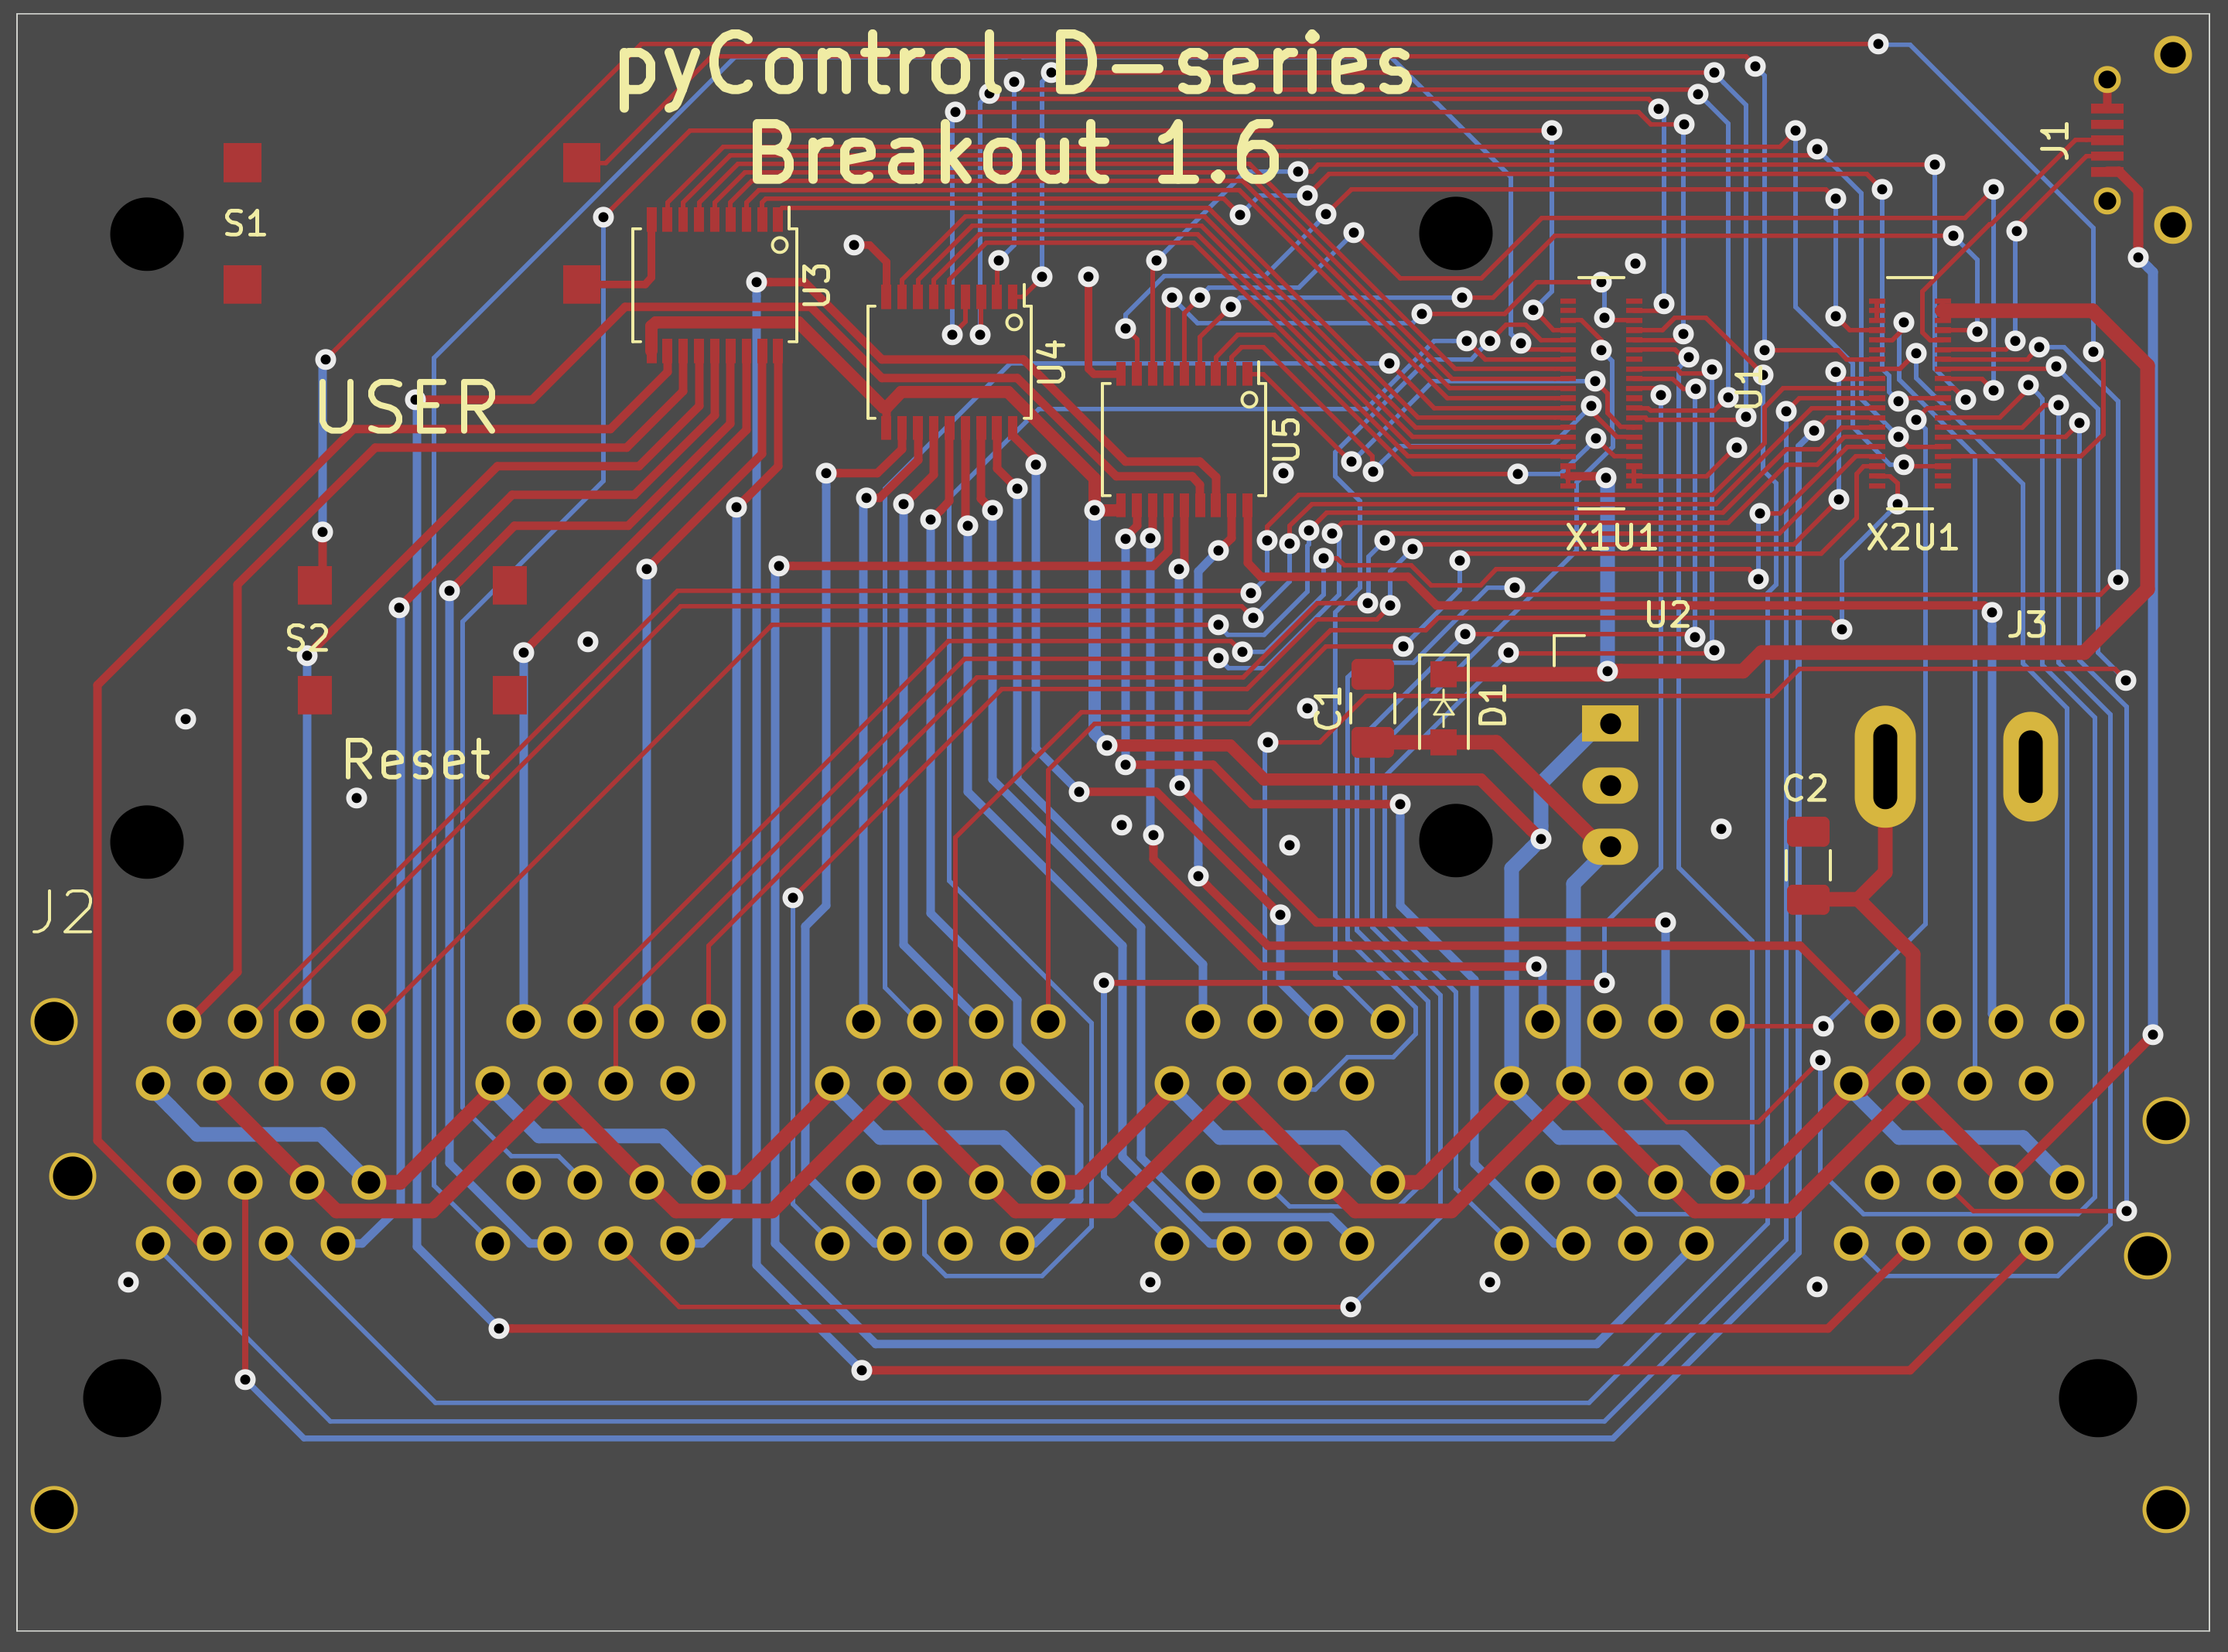 pyControl D-series
Breakout 1.6
J1
S1
U3
U4
U1
USER
U5
X1U1
X2U1
S2
U2
J3
C1
D1
Reset
C2
J2